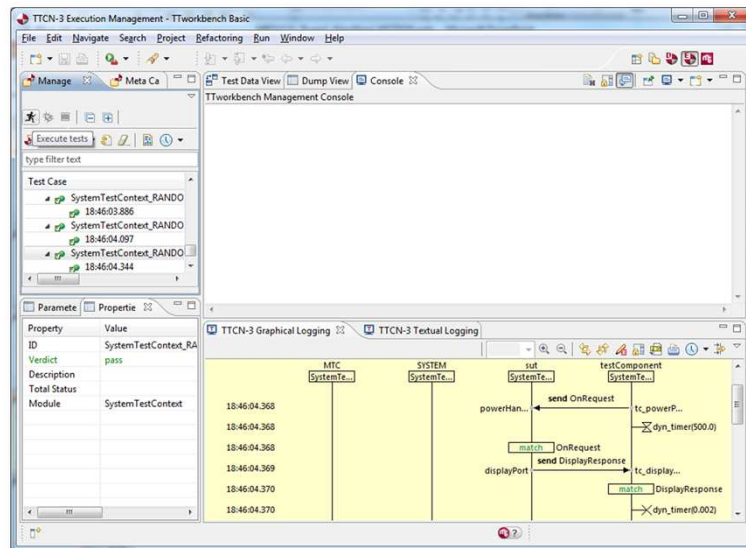 TTCN-3 Execution Management - TTworkbench Basic
File Edit Navigate Search Project Refactoring Run Window Help
Manage Meta Ca
Test Data View Dump View Console
TTworkbench Management Console
Execute tests
type filter text
Test Case
SystemTestContext_RANDO
18:46:03.886
SystemTestContext_RANDO
18:46:04.097
SystemTestContext_RANDO
18:46:04.344
Paramete Propertie
Property Value
ID SystemTestContext_RA
Verdict pass
Description
Total Status
Module SystemTestContext
TTCN-3 Graphical Logging TTCN-3 Textual Logging
MTC SYSTEM sut testComponent
SystemTe... SystemTe... SystemTe... SystemTe...
18:46:04.368 powerHan... send OnRequest tc_powerP...
18:46:04.368 dyn_timer(500.0)
18:46:04.368 match OnRequest
18:46:04.369 displayPort send DisplayResponse tc_display...
18:46:04.370 match DisplayResponse
18:46:04.370 dyn_timer(0.002)